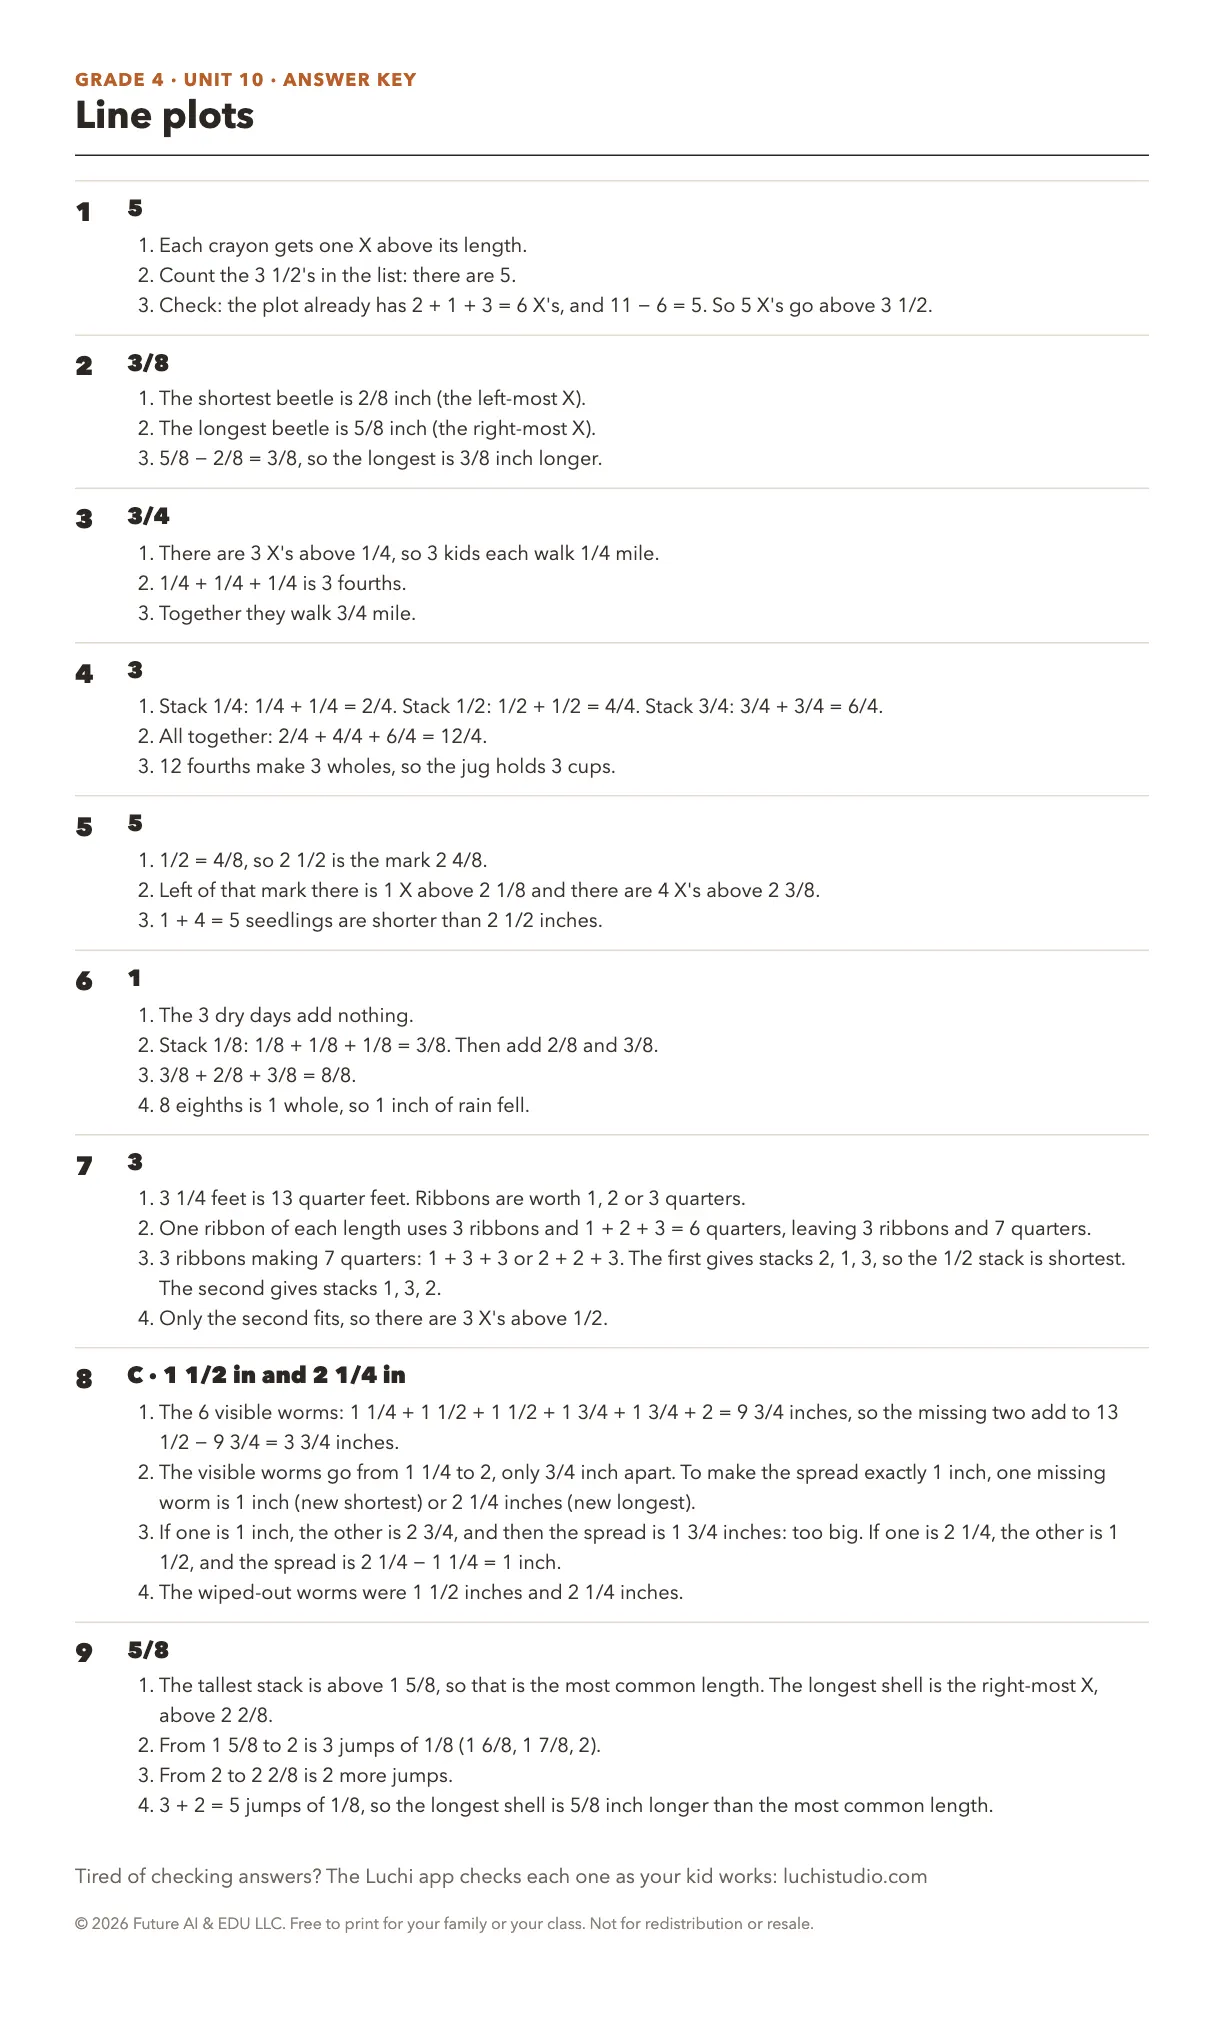 GRADE 4 · UNIT 10 · ANSWER KEY
Line plots
1 5
1. Each crayon gets one X above its length.
2. Count the 3 1/2's in the list: there are 5.
3. Check: the plot already has 2 + 1 + 3 = 6 X's, and 11 − 6 = 5. So 5 X's go above 3 1/2.
2 3/8
1. The shortest beetle is 2/8 inch (the left-most X).
2. The longest beetle is 5/8 inch (the right-most X).
3. 5/8 − 2/8 = 3/8, so the longest is 3/8 inch longer.
3 3/4
1. There are 3 X's above 1/4, so 3 kids each walk 1/4 mile.
2. 1/4 + 1/4 + 1/4 is 3 fourths.
3. Together they walk 3/4 mile.
4 3
1. Stack 1/4: 1/4 + 1/4 = 2/4. Stack 1/2: 1/2 + 1/2 = 4/4. Stack 3/4: 3/4 + 3/4 = 6/4.
2. All together: 2/4 + 4/4 + 6/4 = 12/4.
3. 12 fourths make 3 wholes, so the jug holds 3 cups.
5 5
1. 1/2 = 4/8, so 2 1/2 is the mark 2 4/8.
2. Left of that mark there is 1 X above 2 1/8 and there are 4 X's above 2 3/8.
3. 1 + 4 = 5 seedlings are shorter than 2 1/2 inches.
6 1
1. The 3 dry days add nothing.
2. Stack 1/8: 1/8 + 1/8 + 1/8 = 3/8. Then add 2/8 and 3/8.
3. 3/8 + 2/8 + 3/8 = 8/8.
4. 8 eighths is 1 whole, so 1 inch of rain fell.
7 3
1. 3 1/4 feet is 13 quarter feet. Ribbons are worth 1, 2 or 3 quarters.
2. One ribbon of each length uses 3 ribbons and 1 + 2 + 3 = 6 quarters, leaving 3 ribbons and 7 quarters.
3. 3 ribbons making 7 quarters: 1 + 3 + 3 or 2 + 2 + 3. The first gives stacks 2, 1, 3, so the 1/2 stack is shortest.
The second gives stacks 1, 3, 2.
4. Only the second fits, so there are 3 X's above 1/2.
8 C · 1 1/2 in and 2 1/4 in
1. The 6 visible worms: 1 1/4 + 1 1/2 + 1 1/2 + 1 3/4 + 1 3/4 + 2 = 9 3/4 inches, so the missing two add to 13
1/2 − 9 3/4 = 3 3/4 inches.
2. The visible worms go from 1 1/4 to 2, only 3/4 inch apart. To make the spread exactly 1 inch, one missing
worm is 1 inch (new shortest) or 2 1/4 inches (new longest).
3. If one is 1 inch, the other is 2 3/4, and then the spread is 1 3/4 inches: too big. If one is 2 1/4, the other is 1
1/2, and the spread is 2 1/4 − 1 1/4 = 1 inch.
4. The wiped-out worms were 1 1/2 inches and 2 1/4 inches.
9 5/8
1. The tallest stack is above 1 5/8, so that is the most common length. The longest shell is the right-most X,
above 2 2/8.
2. From 1 5/8 to 2 is 3 jumps of 1/8 (1 6/8, 1 7/8, 2).
3. From 2 to 2 2/8 is 2 more jumps.
4. 3 + 2 = 5 jumps of 1/8, so the longest shell is 5/8 inch longer than the most common length.
Tired of checking answers? The Luchi app checks each one as your kid works: luchistudio.com
© 2026 Future AI & EDU LLC. Free to print for your family or your class. Not for redistribution or resale.